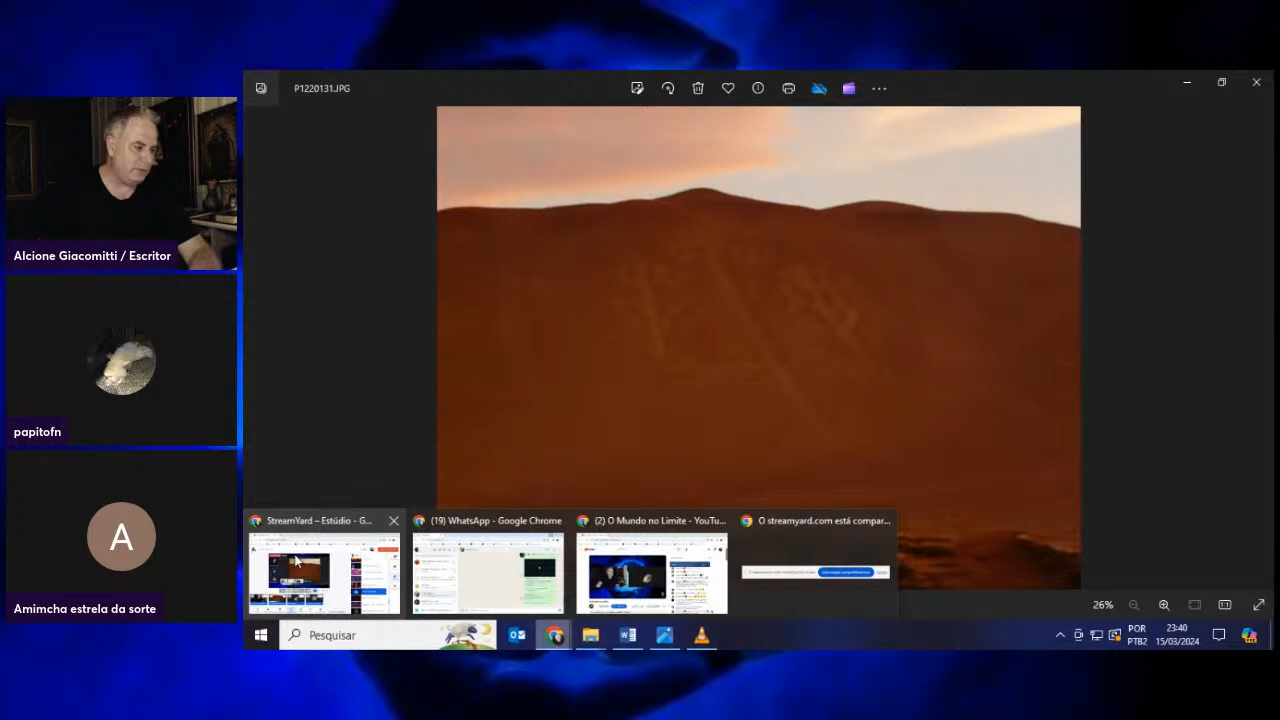 P1220131.JPG
Alcione Giacomitti / Escritor
papitofn
A
Amimcha estrela da sorte
StreamYard – Estúdio - G...
(19) WhatsApp - Google Chrome
(2) O Mundo no Limite - YouTu...
O streamyard.com está compar...
26%
Pesquisar
POR
PTB2
23:40
15/03/2024